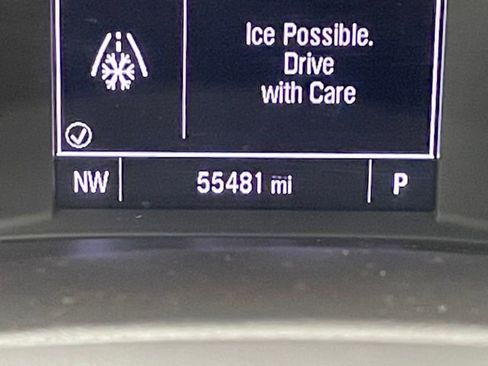 Ice Possible.
Drive
with Care
NW 55481 mi P